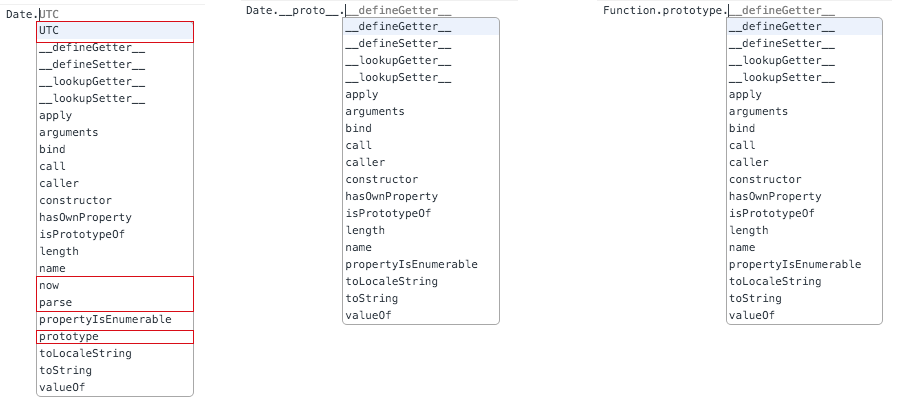 Date.UTC
UTC
__defineGetter__
__defineSetter__
__lookupGetter__
__lookupSetter__
apply
arguments
bind
call
caller
constructor
hasOwnProperty
isPrototypeOf
length
name
now
parse
propertyIsEnumerable
prototype
toLocaleString
toString
valueOf
Date.__proto__.__defineGetter__
__defineGetter__
__defineSetter__
__lookupGetter__
__lookupSetter__
apply
arguments
bind
call
caller
constructor
hasOwnProperty
isPrototypeOf
length
name
propertyIsEnumerable
toLocaleString
toString
valueOf
Function.prototype.__defineGetter__
__defineGetter__
__defineSetter__
__lookupGetter__
__lookupSetter__
apply
arguments
bind
call
caller
constructor
hasOwnProperty
isPrototypeOf
length
name
propertyIsEnumerable
toLocaleString
toString
valueOf